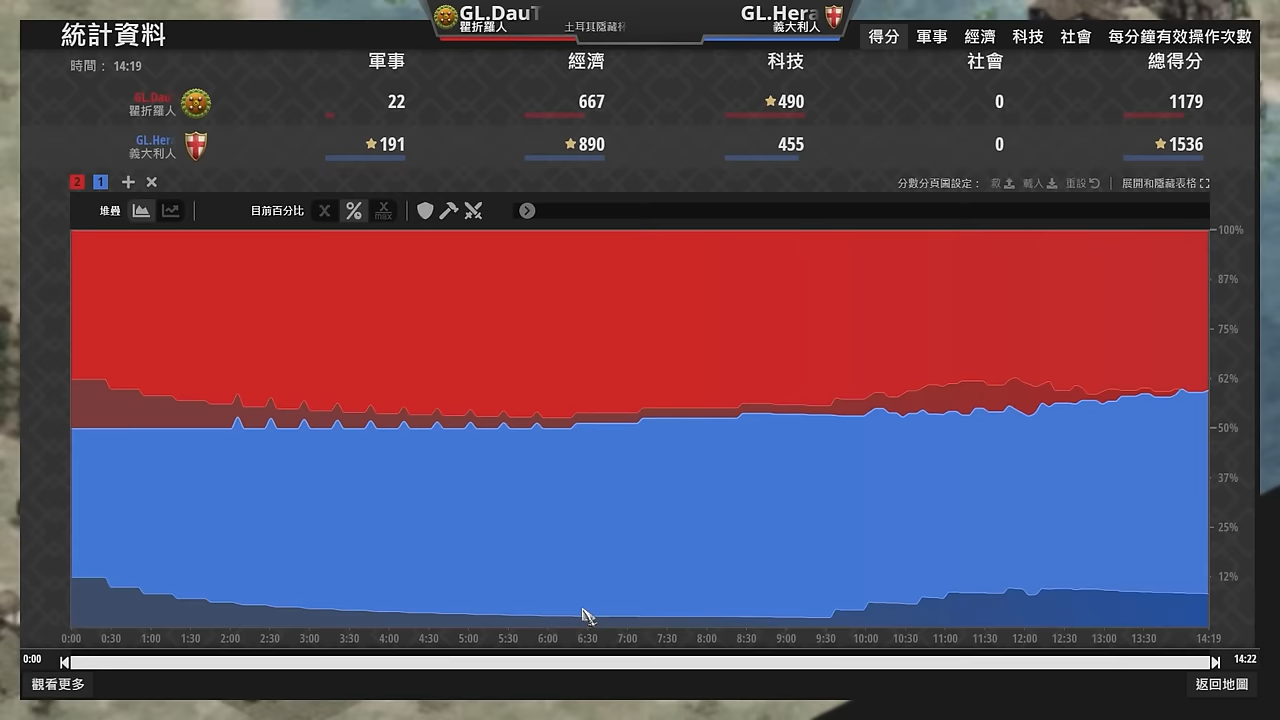 統計資料
GL.DauT
瞿折羅人
土耳其隱藏杯
GL.Hera
義大利人
得分 軍事 經濟 科技 社會 每分鐘有效操作次數
時間： 14:19
軍事 經濟 科技 社會 總得分
GL.Dau
瞿折羅人
22 667 490 0 1179
GL.Her
義大利人
191 890 455 0 1536
2 1
分數分頁圖設定： 載入 重設 展開和隱藏表格
堆疊 目前百分比 X % X max
100%
87%
75%
62%
50%
37%
25%
12%
0:00 0:30 1:00 1:30 2:00 2:30 3:00 3:30 4:00 4:30 5:00 5:30 6:00 6:30 7:00 7:30 8:00 8:30 9:00 9:30 10:00 10:30 11:00 11:30 12:00 12:30 13:00 13:30 14:19
0:00 14:22
觀看更多 返回地圖